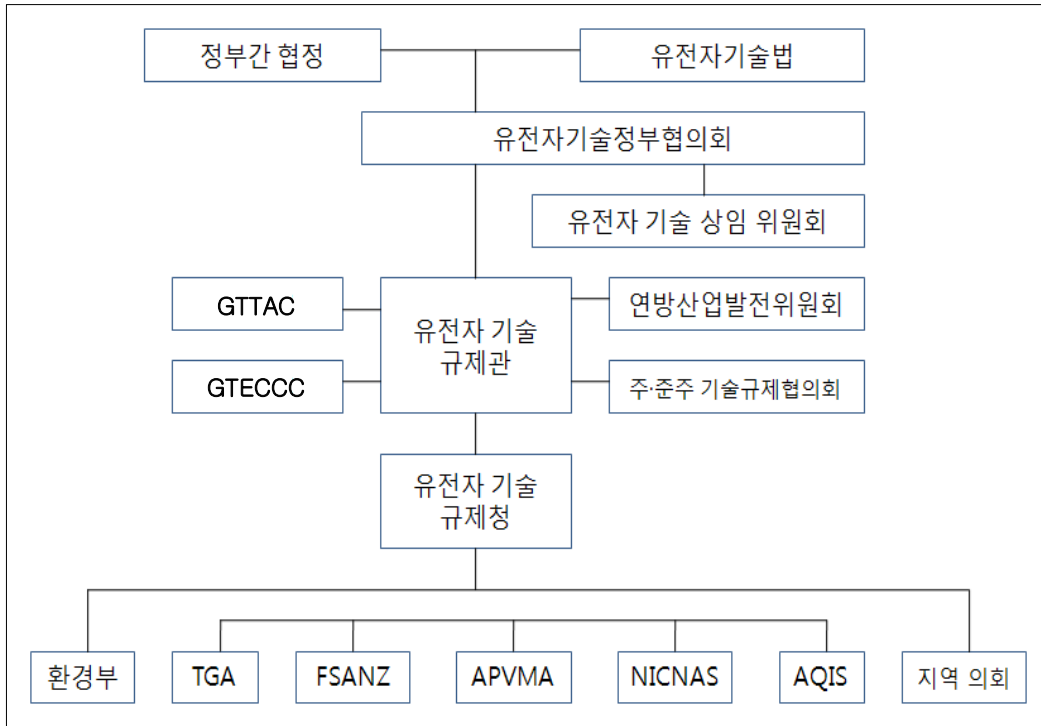 정부간 협정
유전자기술법
유전자기술정부협의회
유전자 기술 상임 위원회
GTTAC
유전자 기술
규제관
연방산업발전위원회
GTECCC
주·준주 기술규제협의회
유전자 기술
규제청
환경부
TGA
FSANZ
APVMA
NICNAS
AQIS
지역 의회